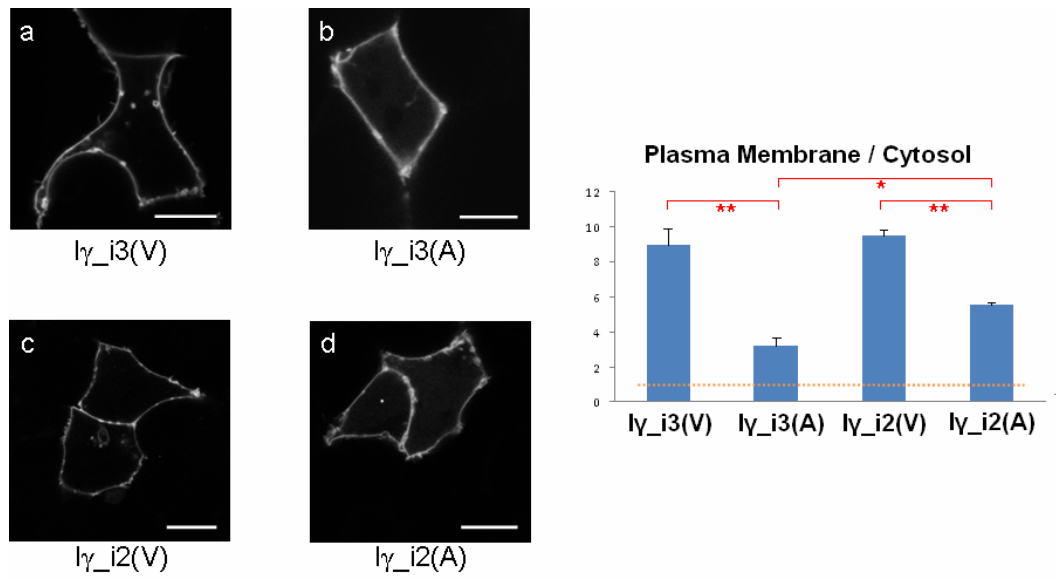 a
Iγ_i3(V)
b
Iγ_i3(A)
c
Iγ_i2(V)
d
Iγ_i2(A)
Plasma Membrane / Cytosol
12
10
8
6
4
2
0
*
**
**
Iγ_i3(V) Iγ_i3(A) Iγ_i2(V) Iγ_i2(A)